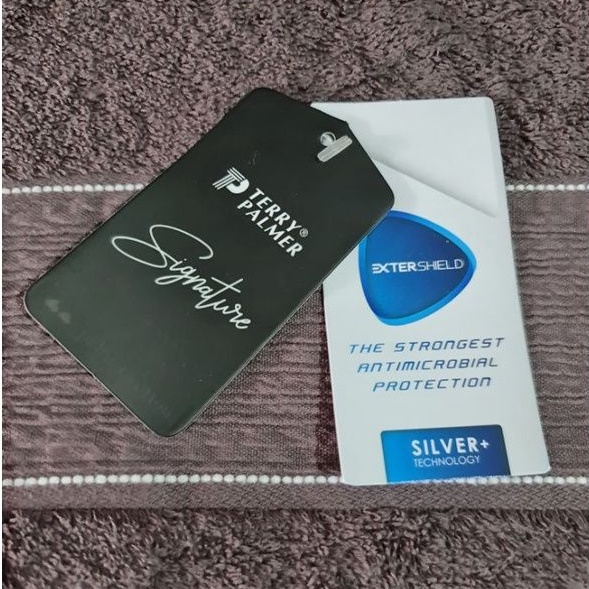 TERRY®
PALMER
Signature
EXTERSHIELD
THE STRONGEST
ANTIMICROBIAL
PROTECTION
SILVER+
TECHNOLOGY